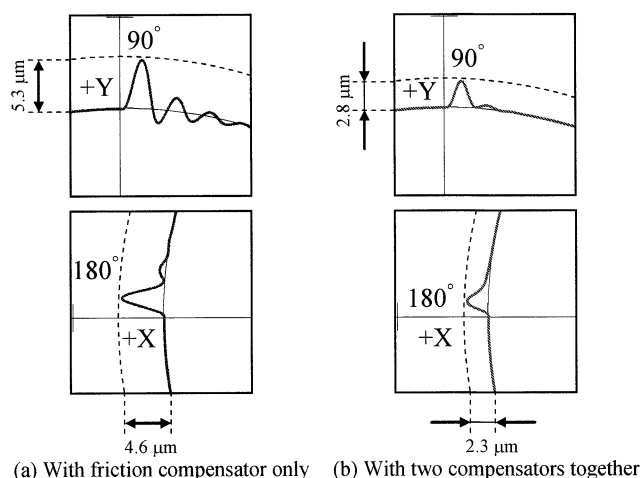 90°
+Y
5.3 μm
90°
+Y
2.8 μm
180°
+X
4.6 μm
180°
+X
2.3 μm
(a) With friction compensator only
(b) With two compensators together